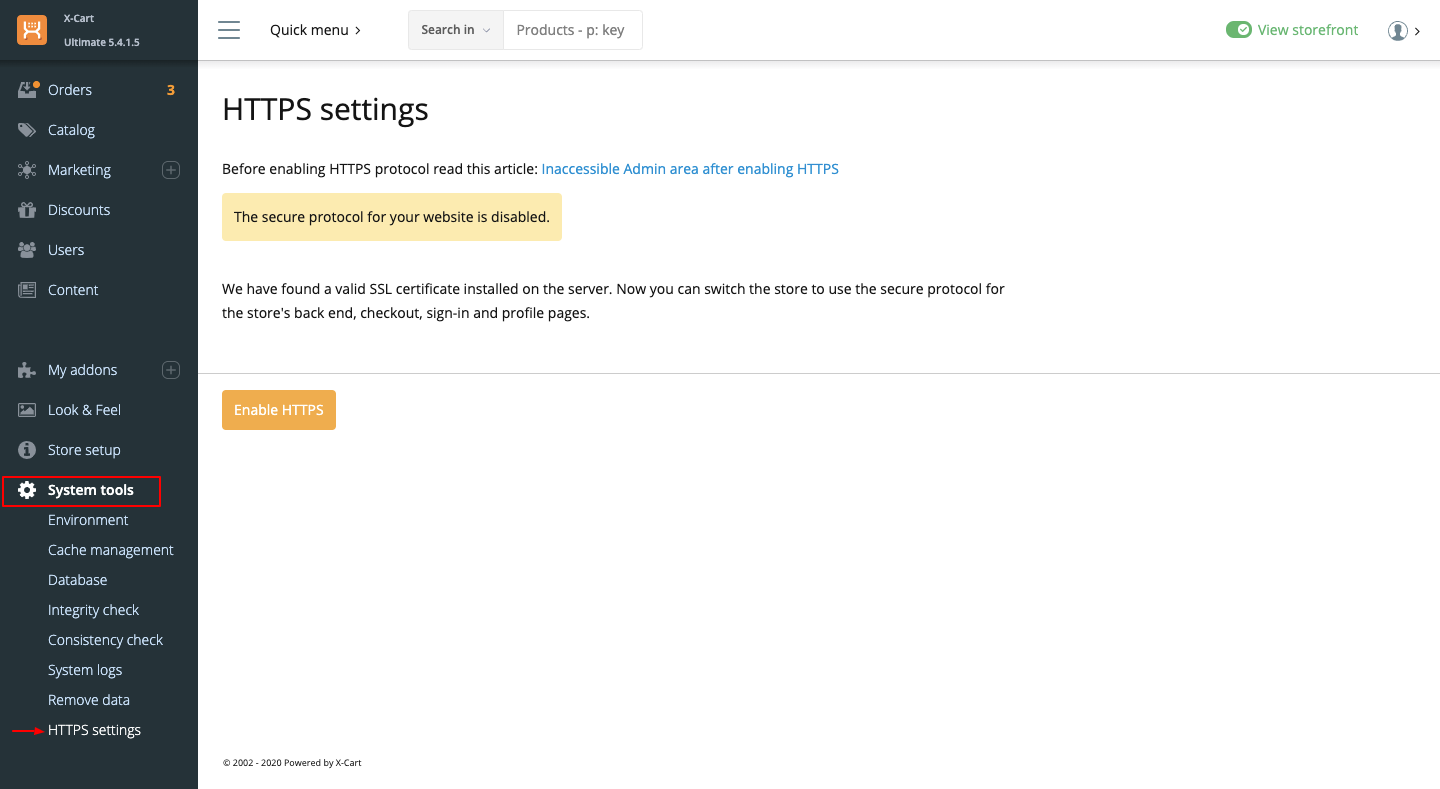 X-Cart
Ultimate 5.4.1.5
Quick menu
Search in
Products - p: key
View storefront
Orders 3
Catalog
Marketing
Discounts
Users
Content
My addons
Look & Feel
Store setup
System tools
Environment
Cache management
Database
Integrity check
Consistency check
System logs
Remove data
HTTPS settings
HTTPS settings
Before enabling HTTPS protocol read this article: Inaccessible Admin area after enabling HTTPS
The secure protocol for your website is disabled.
We have found a valid SSL certificate installed on the server. Now you can switch the store to use the secure protocol for
the store's back end, checkout, sign-in and profile pages.
Enable HTTPS
© 2002 - 2020 Powered by X-Cart